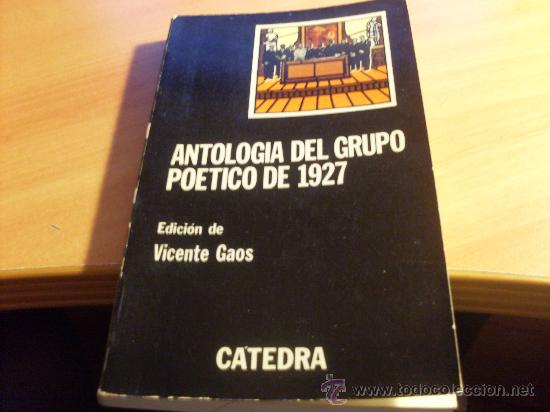 ANTOLOGIA DEL GRUPO
POETICO DE 1927
Edición de
Vicente Gaos
CATEDRA
www.todocoleccion.net